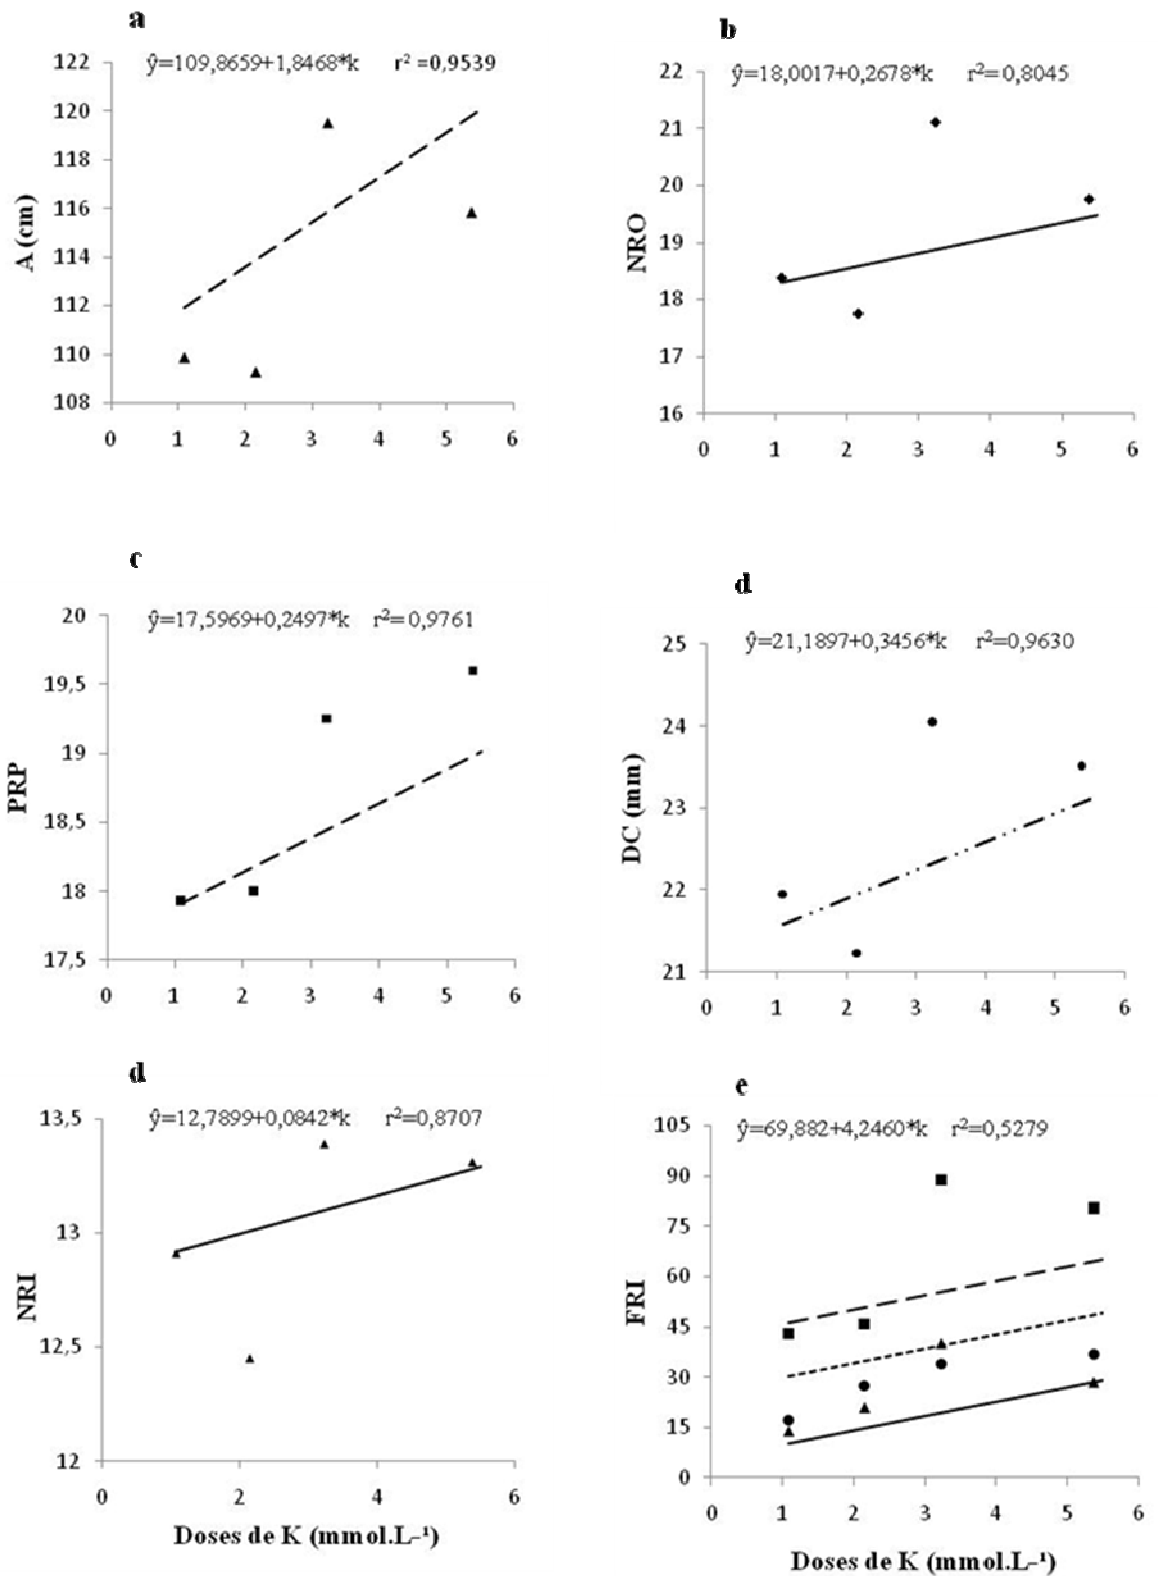 a
ŷ=109,8659+1,8468*k r² =0,9539
122
120
118
116
114
112
110
108
A (cm)
0 1 2 3 4 5 6
b
ŷ=18,0017+0,2678*k r²= 0,8045
22
21
20
19
18
17
16
NRO
0 1 2 3 4 5 6
c
ŷ=17,5969+0,2497*k r²= 0,9761
20
19,5
19
18,5
18
17,5
PRP
0 1 2 3 4 5 6
d
ŷ=21,1897+0,3456*k r²=0,9630
25
24
23
22
21
DC (mm)
0 1 2 3 4 5 6
d
ŷ=12,7899+0,0842*k r²=0,8707
13,5
13
12,5
12
NRI
0 2 4 6
Doses de K (mmol.L–¹)
e
ŷ=69,882+4,2460*k r²=0,5279
105
90
75
60
45
30
15
0
FRI
0 1 2 3 4 5 6
Doses de K (mmol.L–¹)